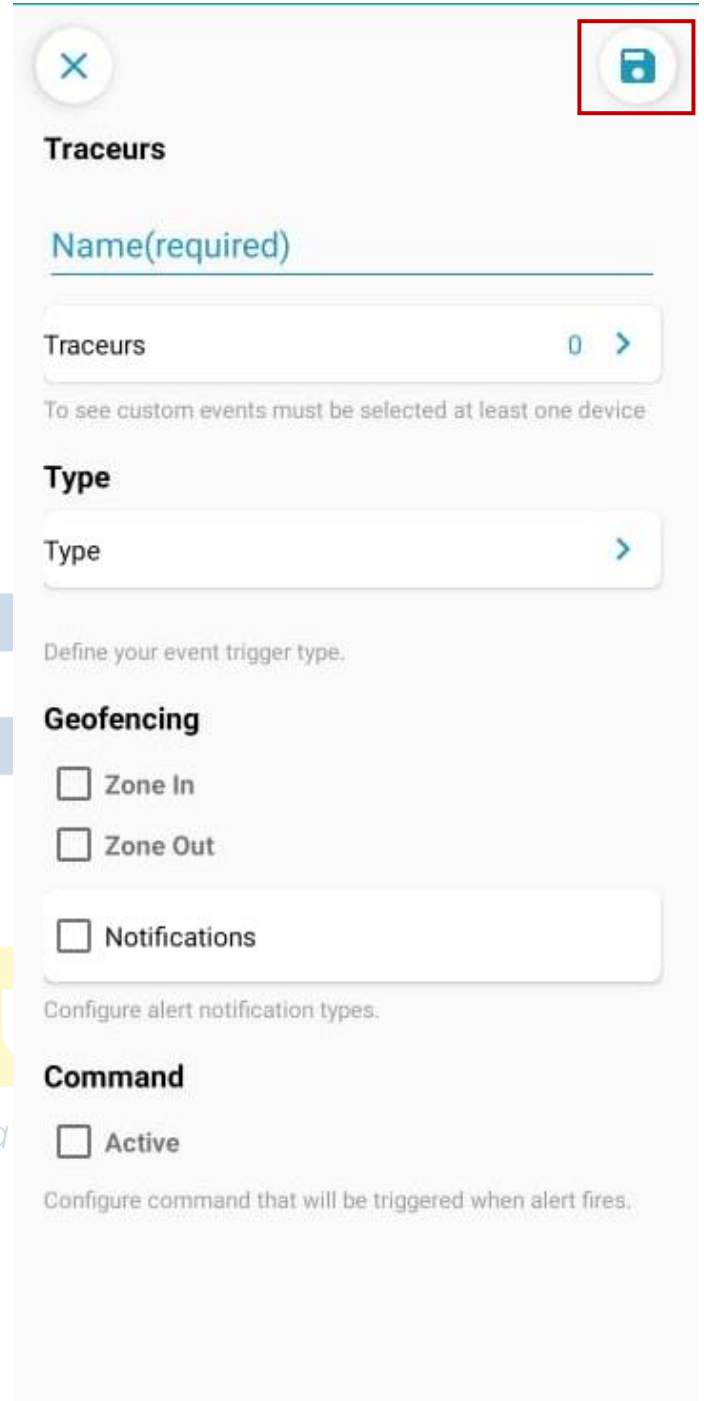 Traceurs
Name(required)
Traceurs 0
To see custom events must be selected at least one device
Type
Type
Define your event trigger type.
Geofencing
Zone In
Zone Out
Notifications
Configure alert notification types.
Command
Active
Configure command that will be triggered when alert fires.